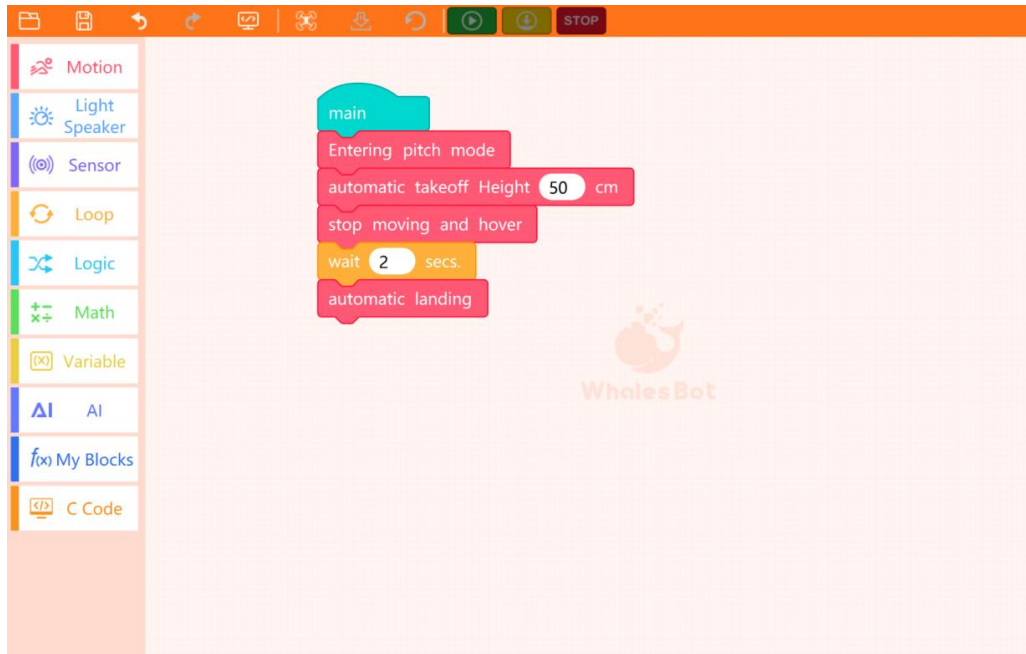 STOP
Motion
Light
Speaker
Sensor
Loop
Logic
Math
(x) Variable
AI AI
f(x) My Blocks
</> C Code
main
Entering pitch mode
automatic takeoff Height 50 cm
stop moving and hover
wait 2 secs.
automatic landing
WhalesBot